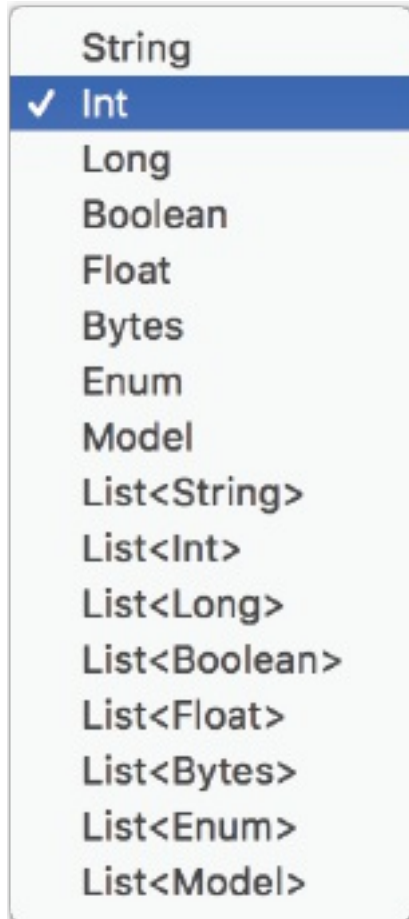 String
✓ Int
Long
Boolean
Float
Bytes
Enum
Model
List<String>
List<Int>
List<Long>
List<Boolean>
List<Float>
List<Bytes>
List<Enum>
List<Model>